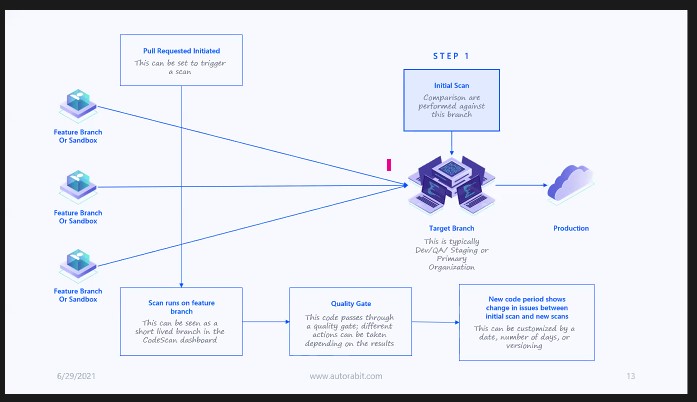 Pull Requested Initiated
This can be set to trigger
a scan
STEP 1
Initial Scan
Comparison are
performed against
this branch
Feature Branch
Or Sandbox
Feature Branch
Or Sandbox
Feature Branch
Or Sandbox
Target Branch
This is typically
Dev/QA/ Staging or
Primary
Organization
Production
Scan runs on feature
branch
This can be seen as a
short lived branch in the
CodeScan dashboard
Quality Gate
This code passes through
a quality gate; different
actions can be taken
depending on the results
New code period shows
change in issues between
initial scan and new scans
This can be customized by a
date, number of days, or
versioning
6/29/2021
www.autorabit.com
13